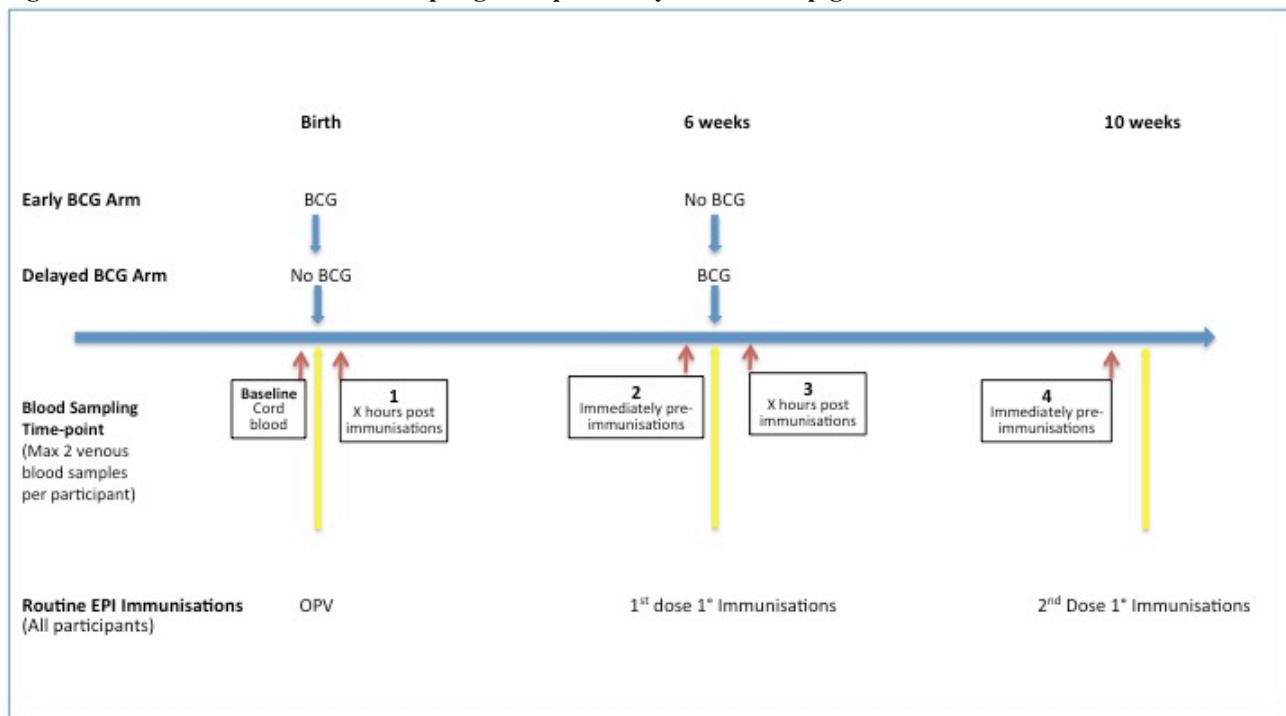 Birth 6 weeks 10 weeks
Early BCG Arm BCG No BCG
Delayed BCG Arm No BCG BCG
Baseline
Cord
blood
1
X hours post
immunisations
2
Immediately pre-
immunisations
3
X hours post
immunisations
4
Immediately pre-
immunisations
Blood Sampling
Time-point
(Max 2 venous
blood samples
per participant)
Routine EPI Immunisations OPV 1st dose 1° Immunisations 2nd Dose 1° Immunisations
(All participants)